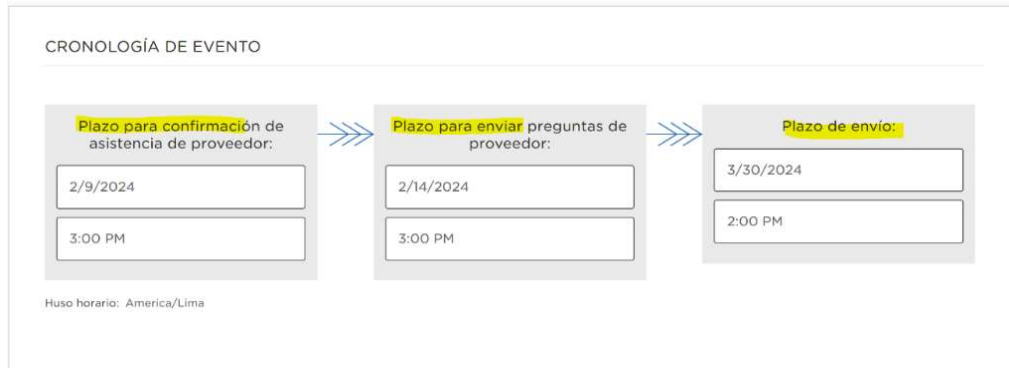 CRONOLOGÍA DE EVENTO
Plazo para confirmación de
asistencia de proveedor:
2/9/2024
3:00 PM
Plazo para enviar preguntas de
proveedor:
2/14/2024
3:00 PM
Plazo de envío:
3/30/2024
2:00 PM
Huso horario: America/Lima